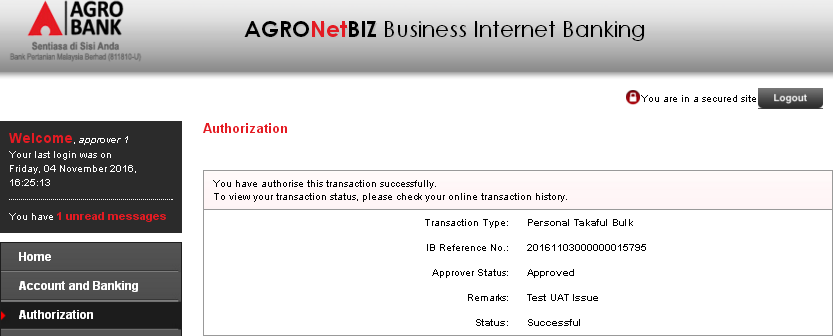 AGRO
BANK
Sentiasa di Sisi Anda
Bank Pertanian Malaysia Berhad (811810-U)
AGRONetBIZ Business Internet Banking
You are in a secured site
Logout
Welcome, approver 1
Your last login was on
Friday, 04 November 2016,
16:25:13
You have 1 unread messages
Home
Account and Banking
Authorization
Authorization
You have authorise this transaction successfully.
To view your transaction status, please check your online transaction history.
Transaction Type: Personal Takaful Bulk
IB Reference No.: 20161103000000015795
Approver Status: Approved
Remarks: Test UAT Issue
Status: Successful